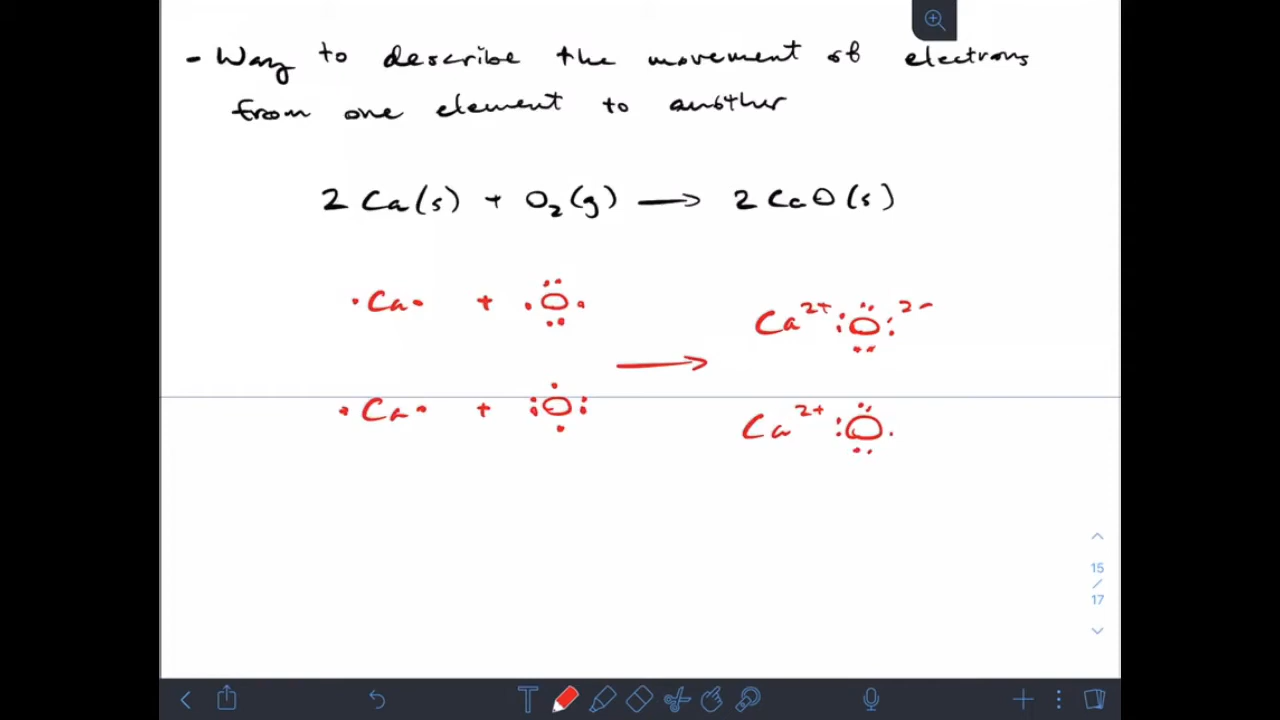 - Way to describe the movement of electrons
from one element to another
2 Ca(s) + O₂(g) → 2 CaO(s)
·Ca· + ·Ö̤·
Ca²⁺ :Ö̤:²⁻
→
·Ca· + :Ọ̇:
Ca²⁺ :Ö̤.
15
/
17
T